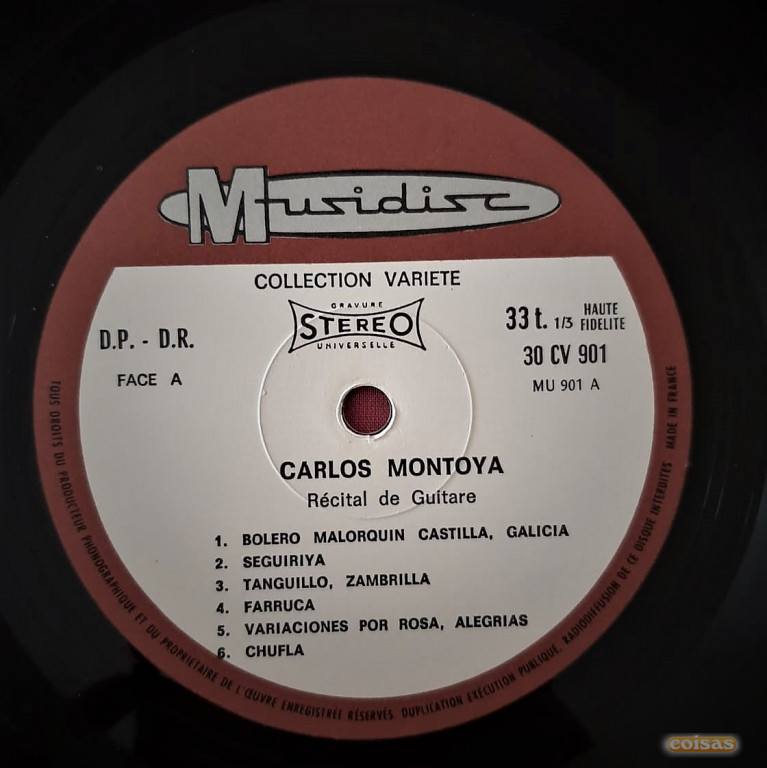 Musidisc
COLLECTION VARIETE
GRAVURE
STEREO
UNIVERSELLE
D.P. - D.R.
FACE A
33 t. 1/3 HAUTE FIDELITE
30 CV 901
MU 901 A
CARLOS MONTOYA
Récital de Guitare
1. BOLERO MALORQUIN CASTILLA, GALICIA
2. SEGUIRIYA
3. TANGUILLO, ZAMBRILLA
4. FARRUCA
5. VARIACIONES POR ROSA, ALEGRIAS
6. CHUFLA
TOUS DROITS DU PRODUCTEUR PHONOGRAPHIQUE ET DU PROPRIETAIRE DE L'ŒUVRE ENREGISTRÉE RÉSERVÉS. DUPLICATION EXÉCUTION PUBLIQUE, RADIODIFFUSION DE CE DISQUE INTERDITES . MADE IN FRANCE
coisas